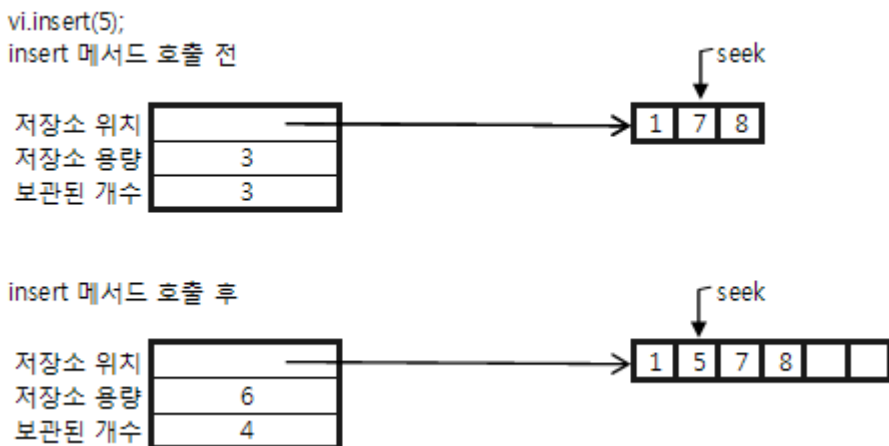 vi.insert(5);
insert 메서드 호출 전
seek
저장소 위치
1 7 8
저장소 용량 3
보관된 개수 3
insert 메서드 호출 후
seek
저장소 위치
1 5 7 8
저장소 용량 6
보관된 개수 4